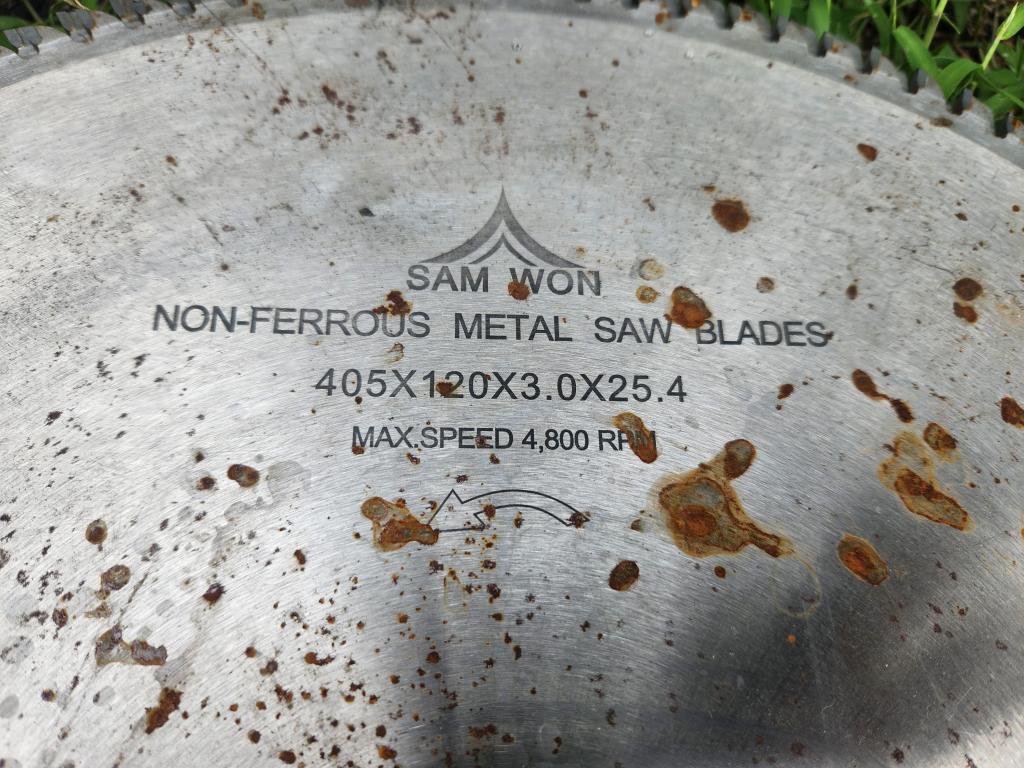 SAM WON
NON-FERROUS METAL SAW BLADES
405X120X3.0X25.4
MAX.SPEED 4,800 RPM